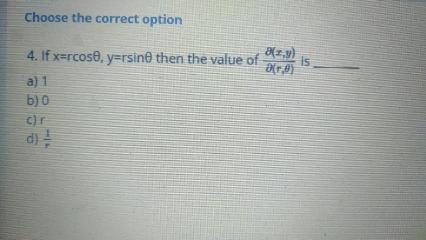 Choose the correct option
4. If x=rcosθ, y=rsinθ then the value of ∂(x,y)/∂(r,θ) is ______
a) 1
b) 0
c) r
d) 1/r